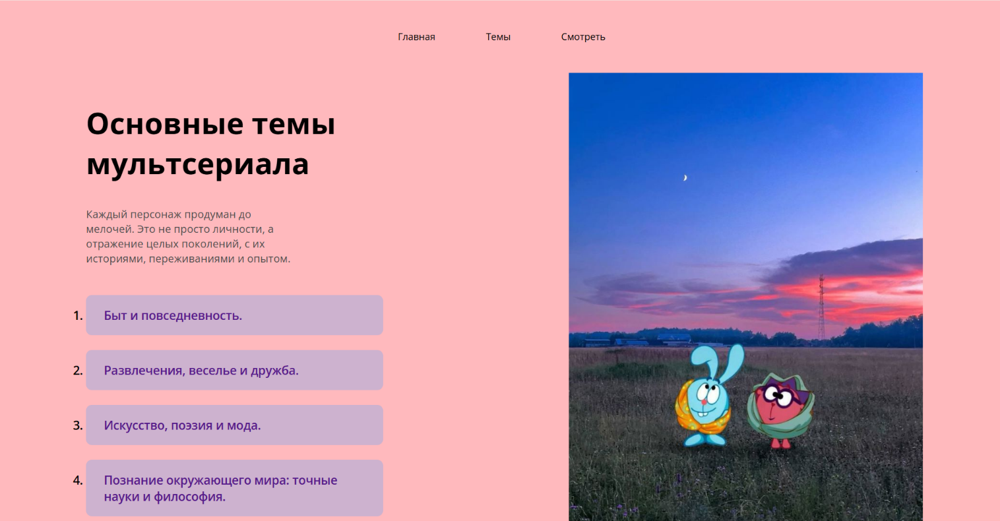 Главная Темы Смотреть
Основные темы
мультсериала
Каждый персонаж продуман до
мелочей. Это не просто личности, а
отражение целых поколений, с их
историями, переживаниями и опытом.
1. Быт и повседневность.
2. Развлечения, веселье и дружба.
3. Искусство, поэзия и мода.
4. Познание окружающего мира: точные
науки и философия.